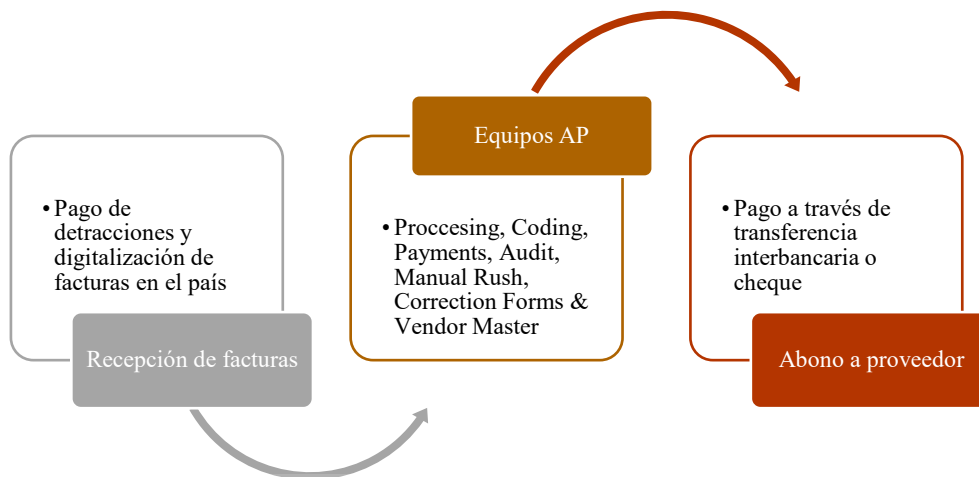 • Pago de
detracciones y
digitalización de
facturas en el país
Recepción de facturas
Equipos AP
• Proccesing, Coding,
Payments, Audit,
Manual Rush,
Correction Forms &
Vendor Master
• Pago a través de
transferencia
interbancaria o
cheque
Abono a proveedor